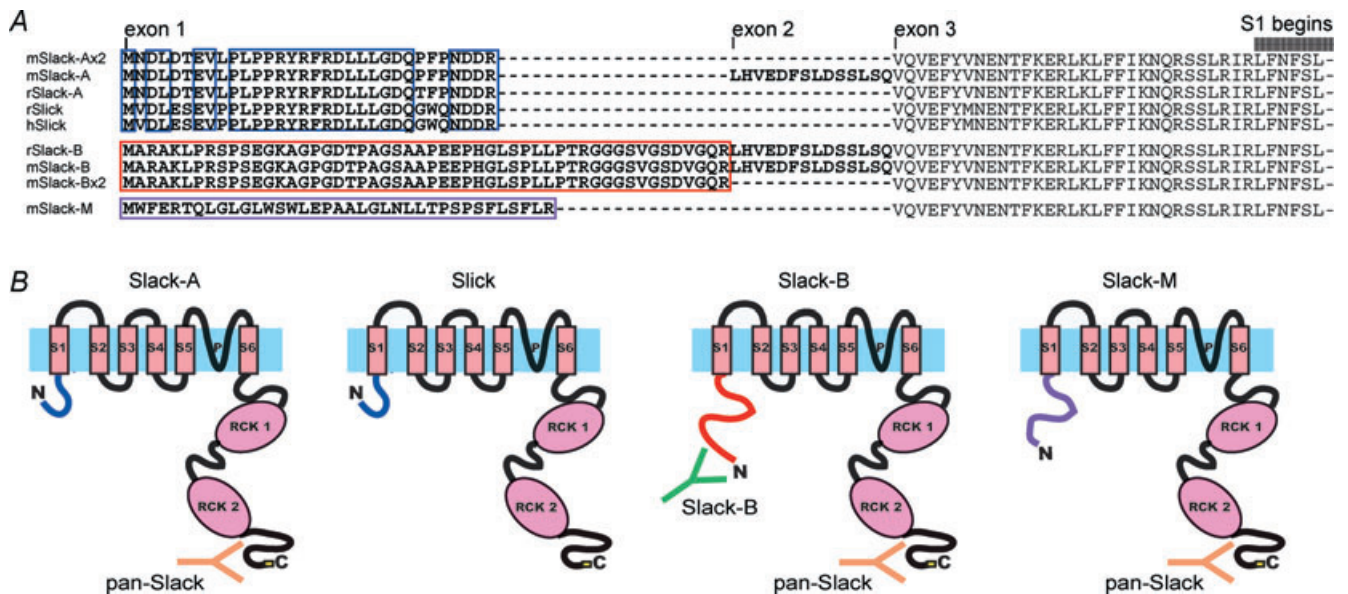 A
exon 1 exon 2 exon 3 S1 begins
mSlack-Ax2 MNDLDTEVLPLPPRYRFRDLLLGDQPFPNDDR---------------------------------VQVEFYVNENTFKERLKLFFIKNQRSSLRIRLFNFSL-
mSlack-A LHVEDFSLDSSLSQVQVEFYVNENTFKERLKLFFIKNQRSSLRIRLFNFSL-
rSlack-A MNDLDTEVLPLPPRYRFRDLLLGDQTFPNDDR---------------------------------VQVEFYVNENTFKERLKLFFIKNQRSSLRIRLFNFSL-
rSlick MVDLESEVPPLPPRYRFRDLLLGDQGWQNDDR---------------------------------VQVEFYMNENTFKERLKLFFIKNQRSSLRIRLFNFSL-
hSlick MVDLESEVPPLPPRYRFRDLLLGDQGWQNDDR---------------------------------VQVEFYMNENTFKERLKLFFIKNQRSSLRIRLFNFSL-
rSlack-B MARAKLPRSPSEGKAGPGDTPAGSAAPEEPHGLSPLLPTRGGGSVGSDVGQRLHVEDFSLDSSLSQVQVEFYVNENTFKERLKLFFIKNQRSSLRIRLFNFSL-
mSlack-B MARAKLPRSPSEGKAGPGDTPAGSAAPEEPHGLSPLLPTRGGGSVGSDVGQRLHVEDFSLDSSLSQVQVEFYVNENTFKERLKLFFIKNQRSSLRIRLFNFSL-
mSlack-Bx2 MARAKLPRSPSEGKAGPGDTPAGSAAPEEPHGLSPLLPTRGGGSVGSDVGQR--------------VQVEFYVNENTFKERLKLFFIKNQRSSLRIRLFNFSL-
mSlack-M MWFERTQLGLGLWSWLEPAALGLNLLTPSPSFLSFLR-----------------------------VQVEFYVNENTFKERLKLFFIKNQRSSLRIRLFNFSL-
B
Slack-A
S1 S2 S3 S4 S5 P S6
N
RCK 1
RCK 2
C
pan-Slack
Slick
S1 S2 S3 S4 S5 P S6
N
RCK 1
RCK 2
C
Slack-B
S1 S2 S3 S4 S5 P S6
N
Slack-B
RCK 1
RCK 2
C
pan-Slack
Slack-M
S1 S2 S3 S4 S5 P S6
N
RCK 1
RCK 2
C
pan-Slack